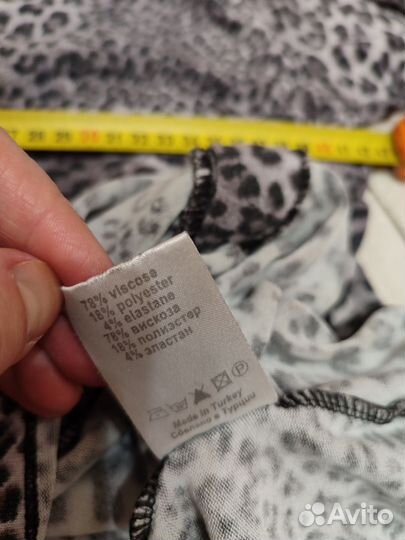 78% viscose
18% polyester
4% elastane
78% вискоза
18% полиэстер
4% эластан
Made in Turkey
Сделано в Турции
Avito